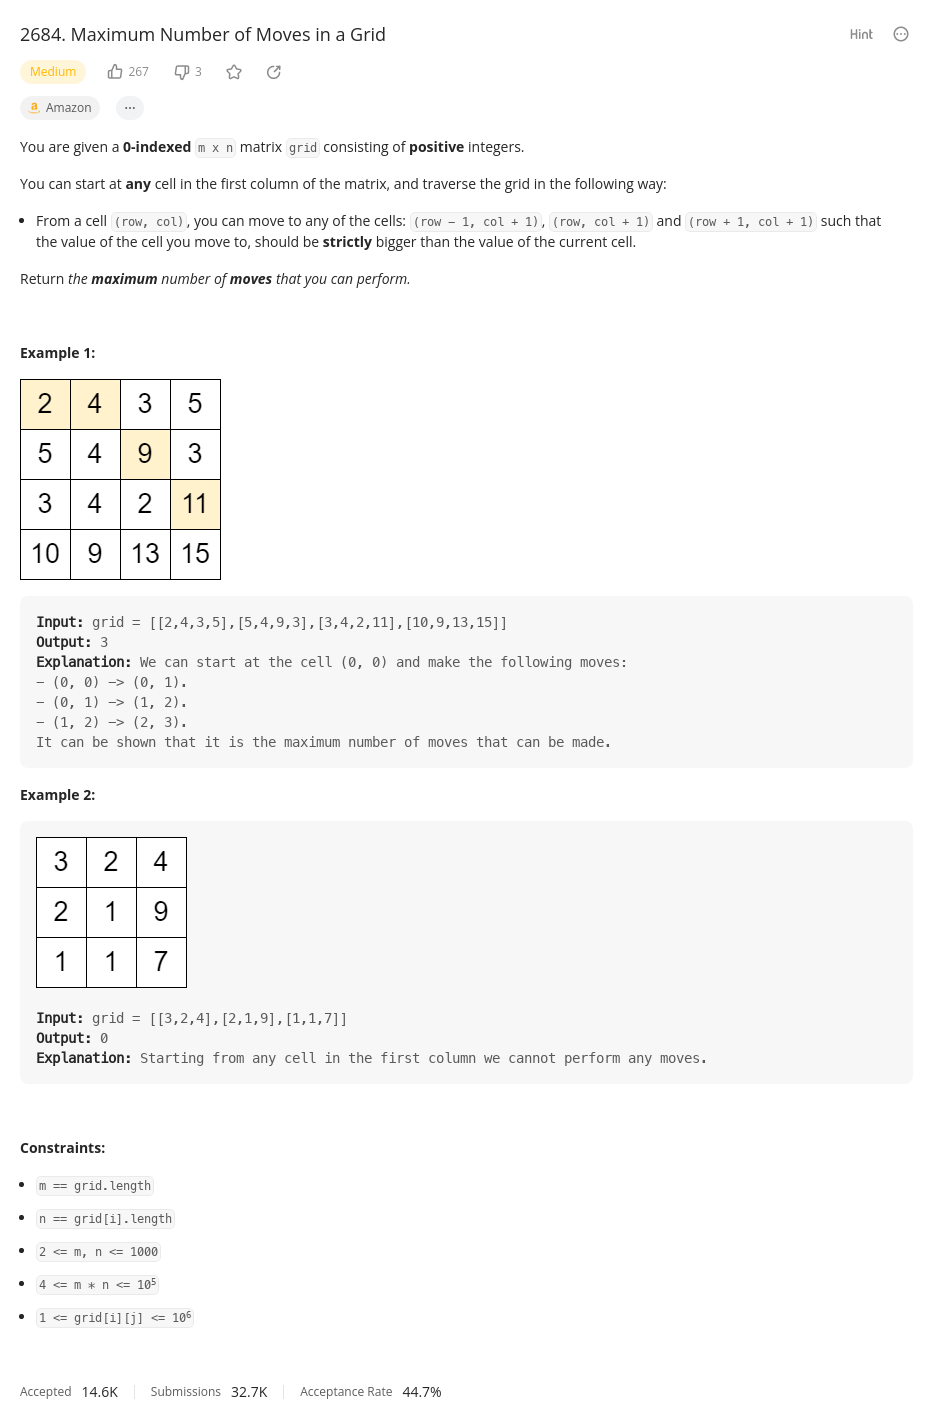 2684. Maximum Number of Moves in a Grid
Hint
Medium
267
3
a Amazon
...
You are given a 0-indexed m x n matrix grid consisting of positive integers.
You can start at any cell in the first column of the matrix, and traverse the grid in the following way:
• From a cell (row, col), you can move to any of the cells: (row - 1, col + 1), (row, col + 1) and (row + 1, col + 1) such that
the value of the cell you move to, should be strictly bigger than the value of the current cell.
Return the maximum number of moves that you can perform.
Example 1:
2 4 3 5
5 4 9 3
3 4 2 11
10 9 13 15
Input: grid = [[2,4,3,5],[5,4,9,3],[3,4,2,11],[10,9,13,15]]
Output: 3
Explanation: We can start at the cell (0, 0) and make the following moves:
- (0, 0) -> (0, 1).
- (0, 1) -> (1, 2).
- (1, 2) -> (2, 3).
It can be shown that it is the maximum number of moves that can be made.
Example 2:
3 2 4
2 1 9
1 1 7
Input: grid = [[3,2,4],[2,1,9],[1,1,7]]
Output: 0
Explanation: Starting from any cell in the first column we cannot perform any moves.
Constraints:
• m == grid.length
• n == grid[i].length
• 2 <= m, n <= 1000
• 4 <= m * n <= 10⁵
• 1 <= grid[i][j] <= 10⁶
Accepted 14.6K Submissions 32.7K Acceptance Rate 44.7%